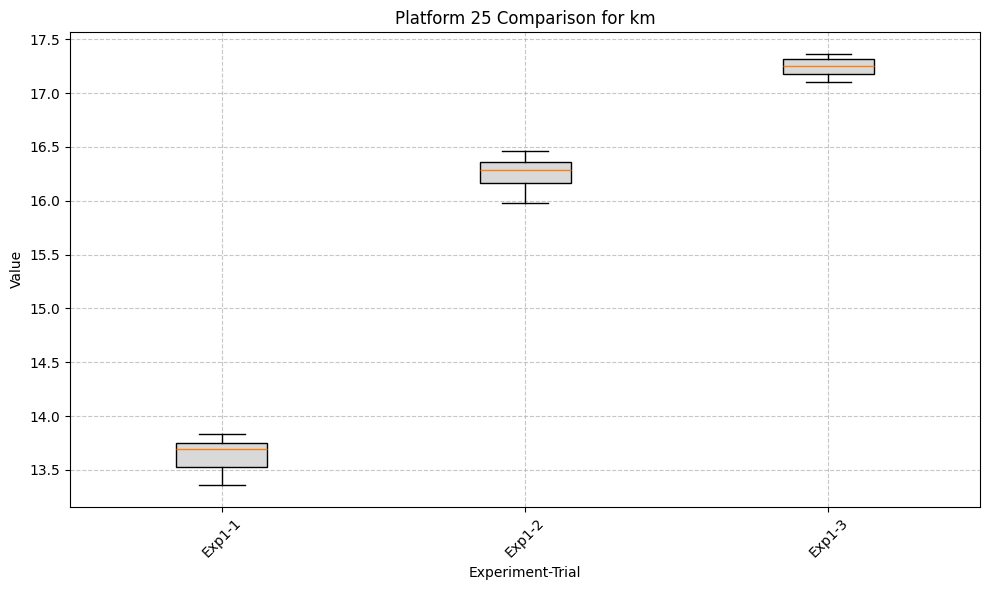 Platform 25 Comparison for km
17.5
17.0
16.5
16.0
15.5
15.0
14.5
14.0
13.5
Value
Exp1-1
Exp1-2
Exp1-3
Experiment-Trial